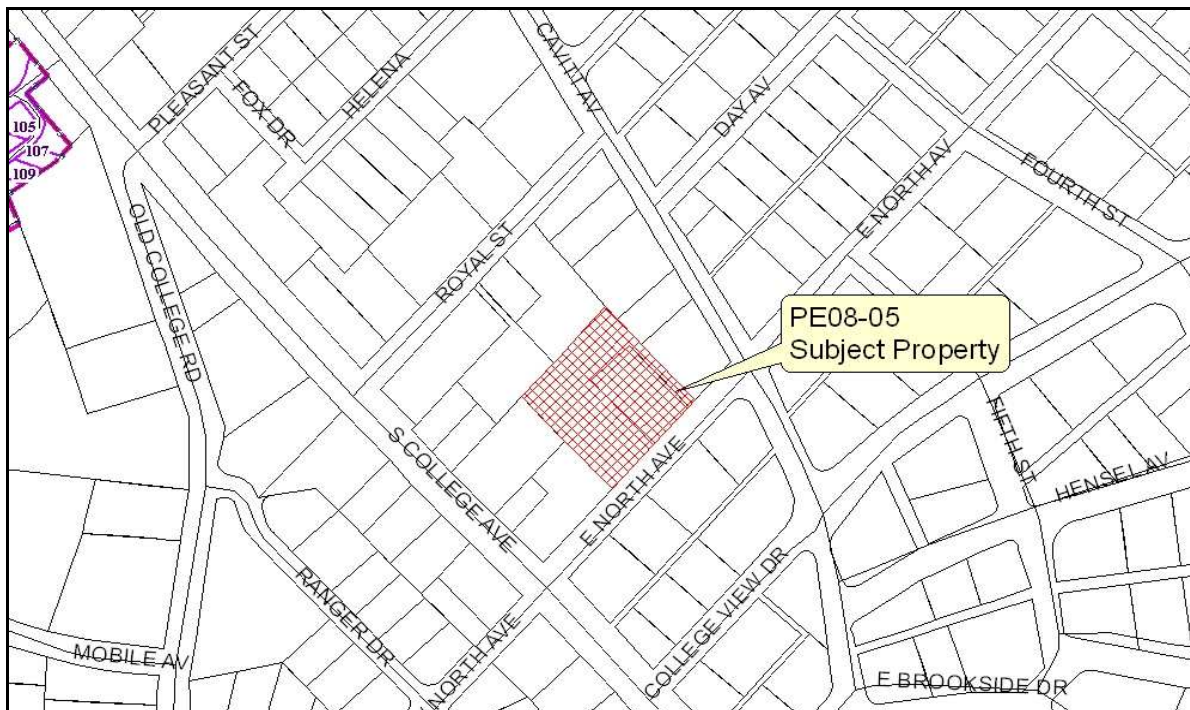 PLEASANT ST
FOX DR
HELENA
CAVITT AV
DAY AV
E NORTH AV
FOURTH ST
105
107
109
OLD COLLEGE RD
ROYAL ST
PE08-05
Subject Property
S COLLEGE AVE
E NORTH AVE
FIFTH ST
HENSEL AV
RANGER DR
NORTH AVE
COLLEGE VIEW DR
MOBILE AV
E BROOKSIDE DR